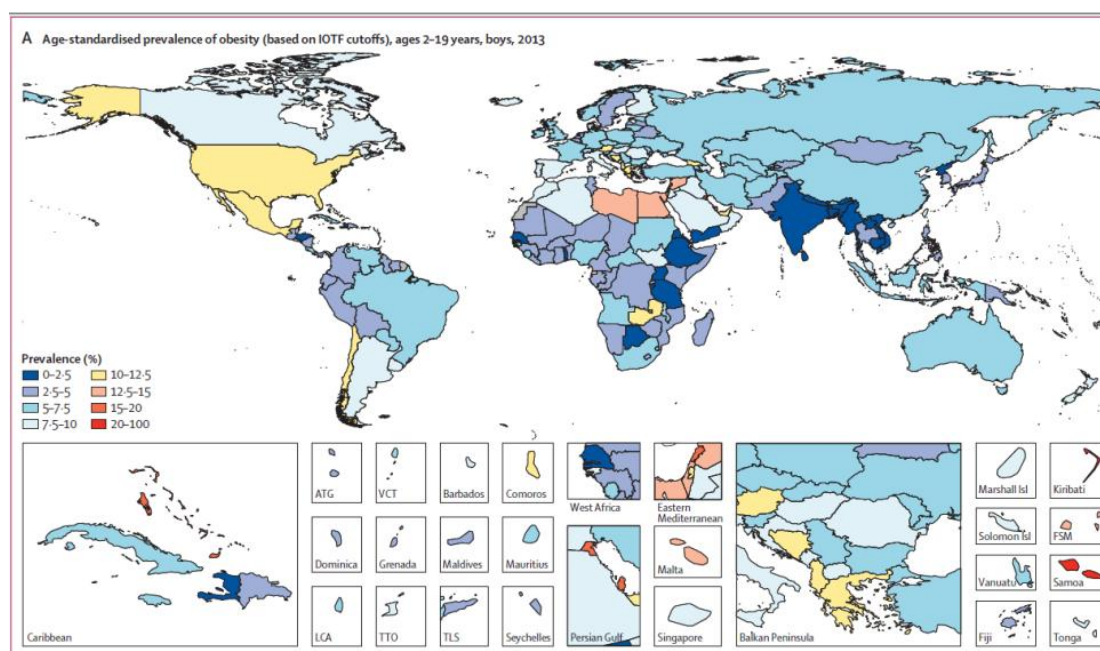 A Age-standardised prevalence of obesity (based on IOTF cutoffs), ages 2–19 years, boys, 2013
Prevalence (%)
0–2·5
2·5–5
5–7·5
7·5–10
10–12·5
12·5–15
15–20
20–100
Caribbean
ATG
VCT
Barbados
Comoros
Dominica
Grenada
Maldives
Mauritius
LCA
TTO
TLS
Seychelles
West Africa
Eastern
Mediterranean
Persian Gulf
Malta
Singapore
Balkan Peninsula
Marshall Isl
Kiribati
Solomon Isl
FSM
Vanuatu
Samoa
Fiji
Tonga